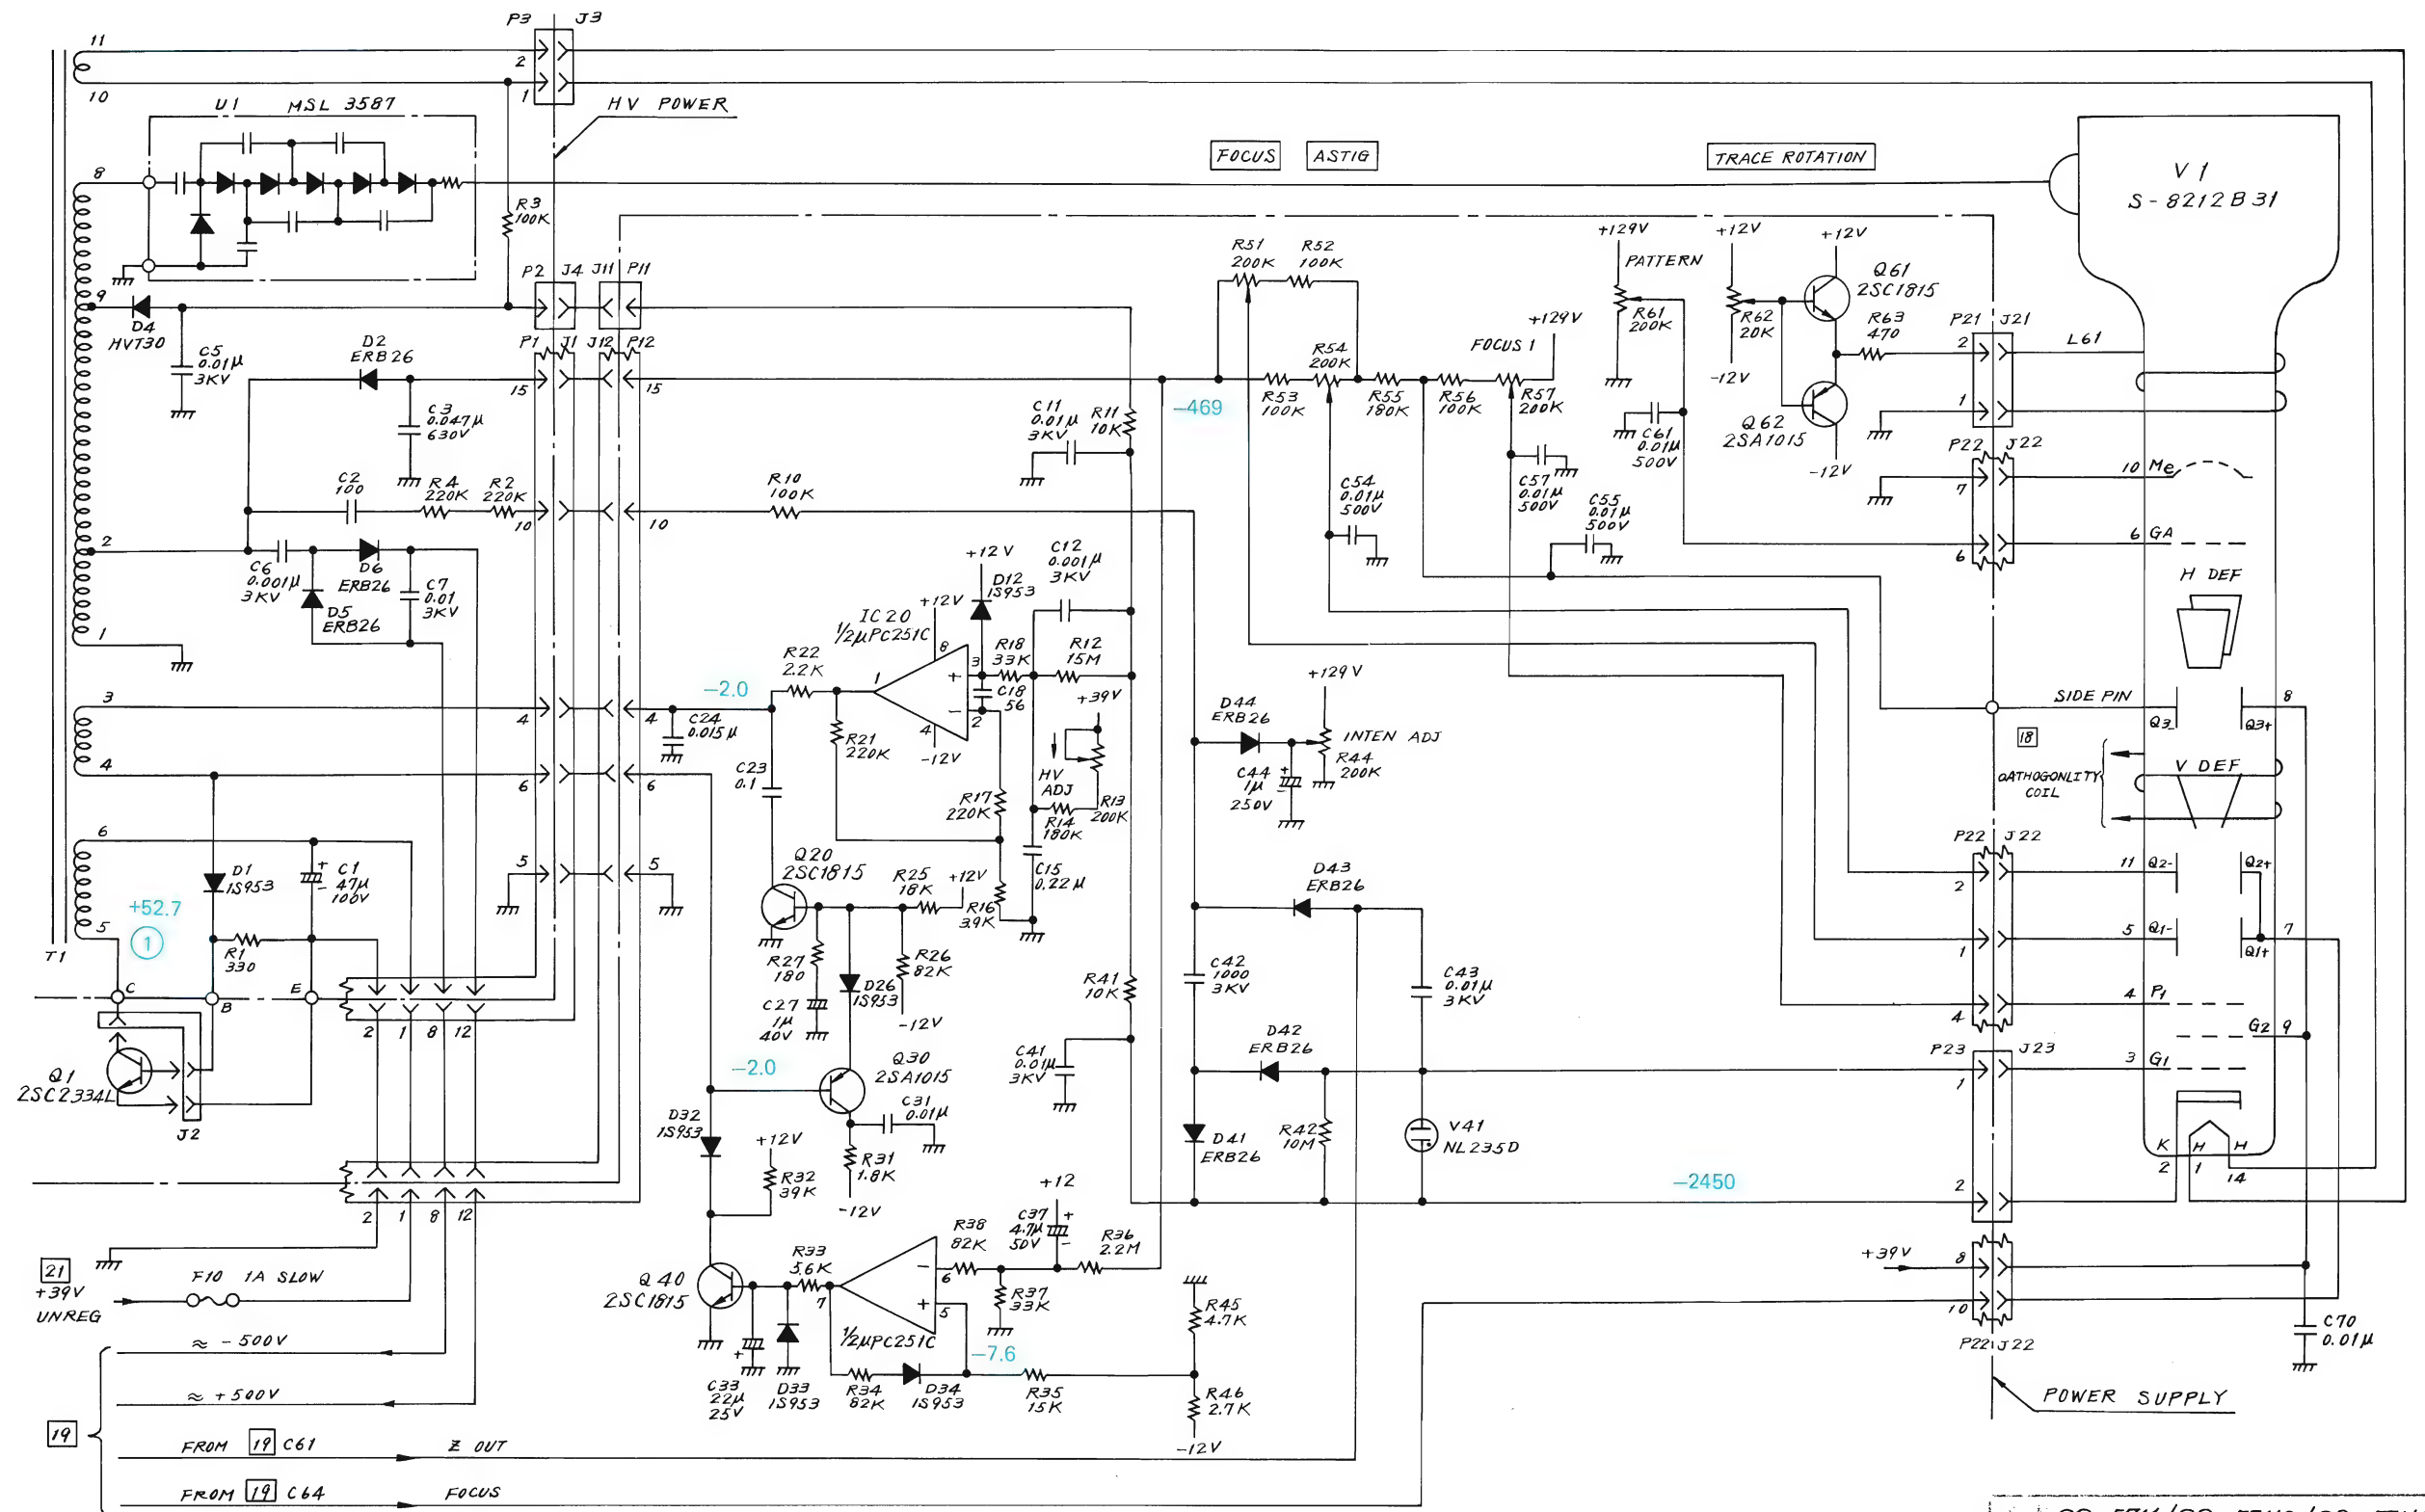 P3 J3
11
2
10
1
U1 MSL 3587
HV POWER
FOCUS ASTIG TRACE ROTATION
V1
S-8212B31
8
R3
100K
+129V
+12V
+12V
R51
200K
R52
100K
PATTERN
Q61
2SC1815
P2 J4 J11 P11
9
D4
HVT30
R61
200K
R62
20K
R63
470
P21 J21
+129V
C5
0.01μ
3KV
D2
ERB26
P1 J1 J12 P12
R54
200K
FOCUS 1
2
L61
-12V
15
15
-469
R53
100K
R55
180K
R56
100K
R57
200K
C3
0.047μ
630V
C11
0.01μ
3KV
R11
10K
1
Q62
2SA1015
C61
0.01μ
500V
P22 J22
-12V
10 Me
7
C2
100
R4
220K
R2
220K
R10
100K
C54
0.01μ
500V
C57
0.01μ
500V
C55
0.01μ
500V
10
10
2
6 GA
6
C6
0.001μ
3KV
D6
ERB26
C7
0.01
3KV
D5
ERB26
+12V
D12
1S953
C12
0.001μ
3KV
H DEF
IC20
1/2μPC251C
+12V
8
1
R22
2.2K
1
3
R18
33K
R12
15M
+
-
C18
56
2
4
-12V
+39V
-2.0
3
4
4
C24
0.015μ
R21
220K
D44
ERB26
+129V
INTEN ADJ
R44
200K
SIDE PIN
8
Q3-
Q3+
18
HV
ADJ
C44
1μ
250V
V DEF
OATHOGONLITY
COIL
4
6
6
C23
0.1
R17
220K
R14
180K
R13
200K
6
D1
1S953
C1
47μ
100V
5
5
Q20
2SC1815
R25
18K
+12V
C15
0.22μ
R16
3.9K
D43
ERB26
P22 J22
11 Q2-
Q2+
2
+52.7
1
5
T1
R1
330
R27
180
C27
1μ
40V
D26
1S953
R26
82K
-12V
R41
10K
C42
1000
3KV
C43
0.01μ
3KV
5 Q1-
Q1+
7
1
C
B
E
4 P1
4
G2 9
2 1 8 12
Q1
2SC2334L
J2
-2.0
Q30
2SA1015
C31
0.01μ
C41
0.01μ
3KV
D42
ERB26
P23 J23
3 G1
1
D32
1S953
+12V
R32
39K
R31
1.8K
-12V
D41
ERB26
R42
10M
V41
NL235D
K H H
2 1 14
-2450
2
2 1 8 12
+12
C37
4.7μ
50V
R38
82K
R36
2.2M
+39V
8
R33
5.6K
6
-
+
5
7
R37
33K
Q40
2SC1815
R45
4.7K
10
21
+39V
UNREG
F10 1A SLOW
1/2μPC251C
-7.6
C70
0.01μ
P22 J22
≈ -500V
C33
22μ
25V
D33
1S953
R34
82K
D34
1S953
R35
15K
R46
2.7K
-12V
POWER SUPPLY
≈ +500V
19
FROM 19 C61
Z OUT
FROM 19 C64
FOCUS